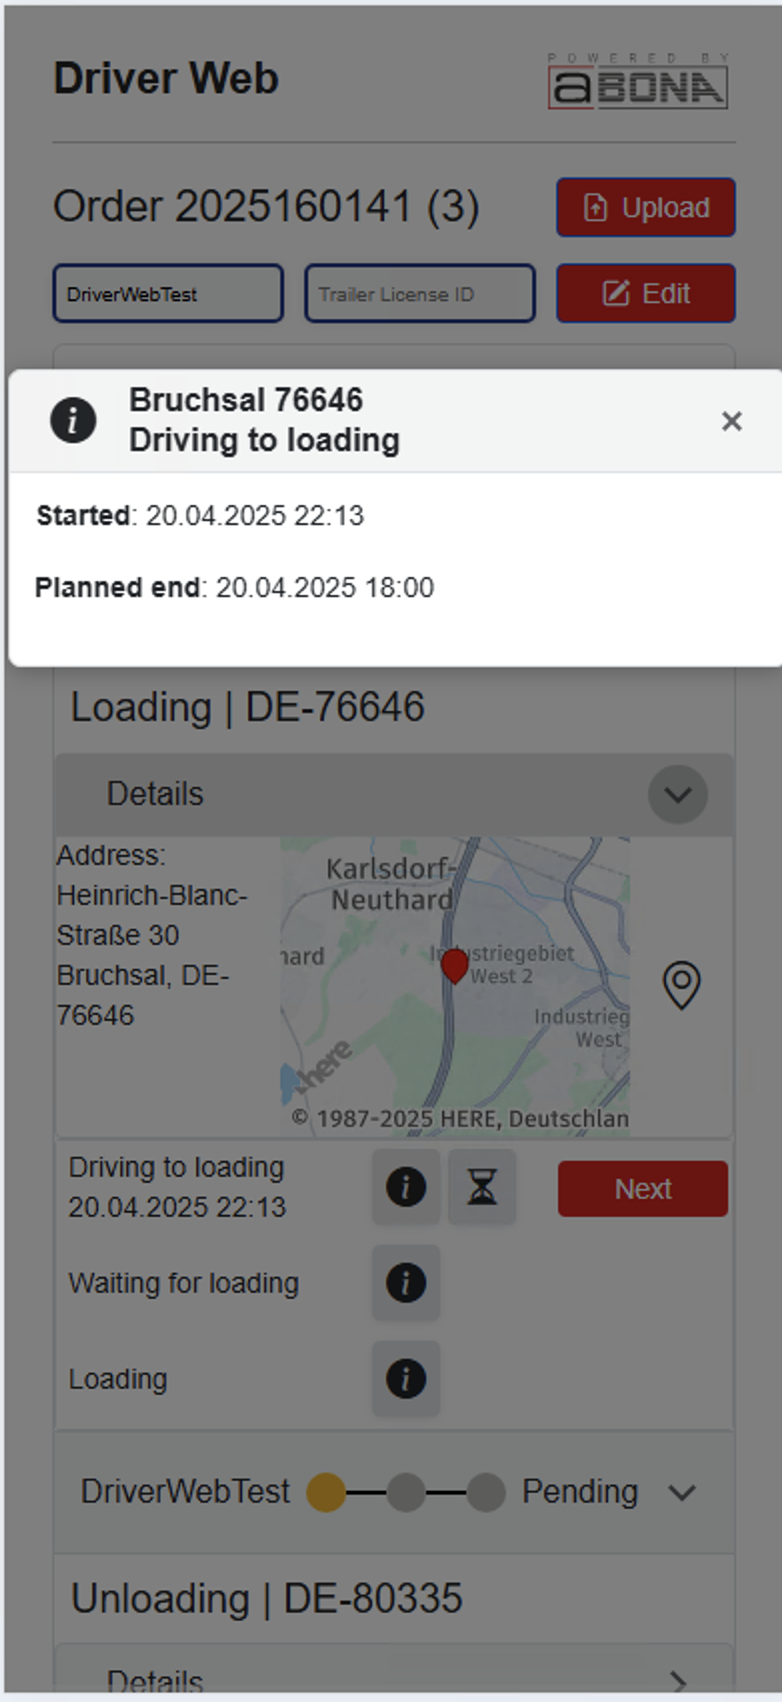 Driver Web
POWERED BY
aBONA
Order 2025160141 (3)
Upload
DriverWebTest
Trailer License ID
Edit
Bruchsal 76646
Driving to loading
Started: 20.04.2025 22:13
Planned end: 20.04.2025 18:00
Loading | DE-76646
Details
Address:
Heinrich-Blanc-
Straße 30
Bruchsal, DE-
76646
Karlsdorf-
Neuthard
hard
Industriegebiet
West 2
Industrieg
West
here
© 1987-2025 HERE, Deutschlan
Driving to loading
20.04.2025 22:13
Next
Waiting for loading
Loading
DriverWebTest
Pending
Unloading | DE-80335
Details